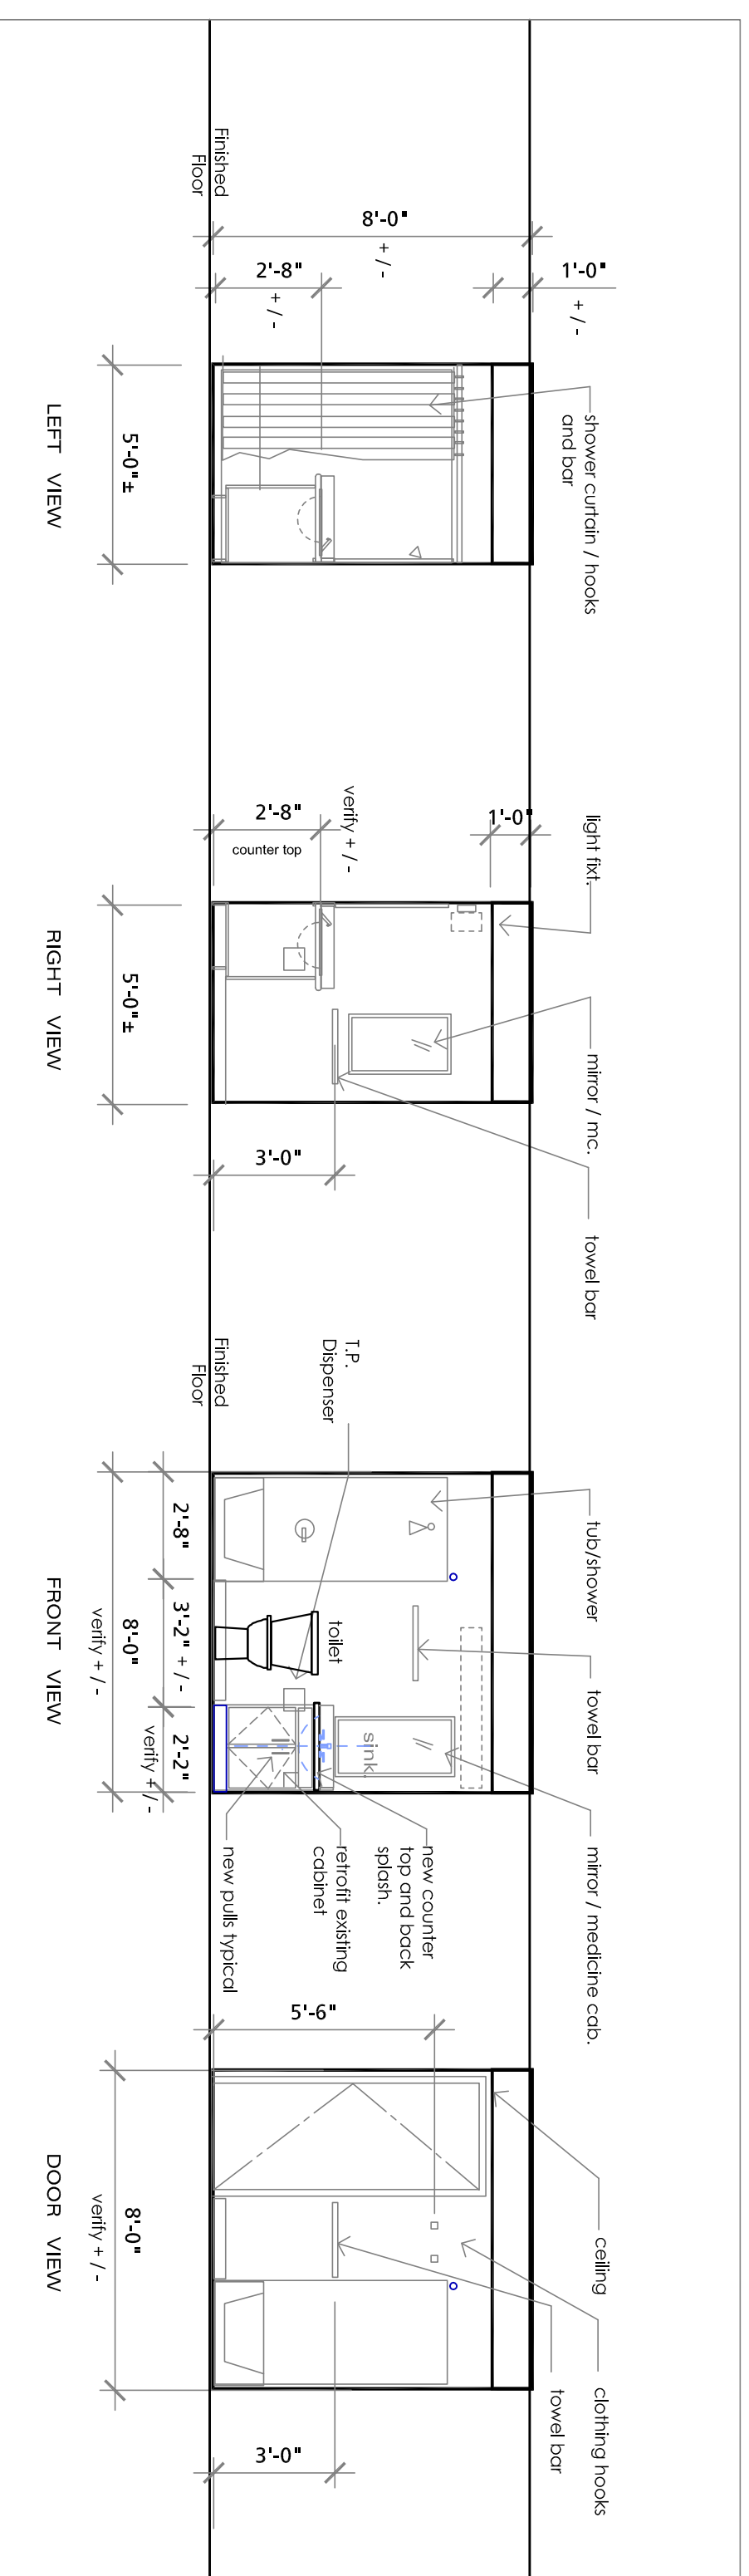 Finished
Floor
8'-0"
+ / -
2'-8"
+ / -
1'-0"
+ / -
shower curtain / hooks
and bar
5'-0"±
LEFT VIEW
light fixt.
1'-0"
verify + / -
2'-8"
counter top
mirror / mc.
towel bar
3'-0"
5'-0"±
RIGHT VIEW
Finished
Floor
T.P.
Dispenser
tub/shower
towel bar
mirror / medicine cab.
toilet
sink.
new counter
top and back
splash.
retrofit existing
cabinet
new pulls typical
2'-8"
3'-2" + / -
2'-2"
verify + / -
8'-0"
verify + / -
FRONT VIEW
5'-6"
ceiling
clothing hooks
towel bar
3'-0"
8'-0"
verify + / -
DOOR VIEW